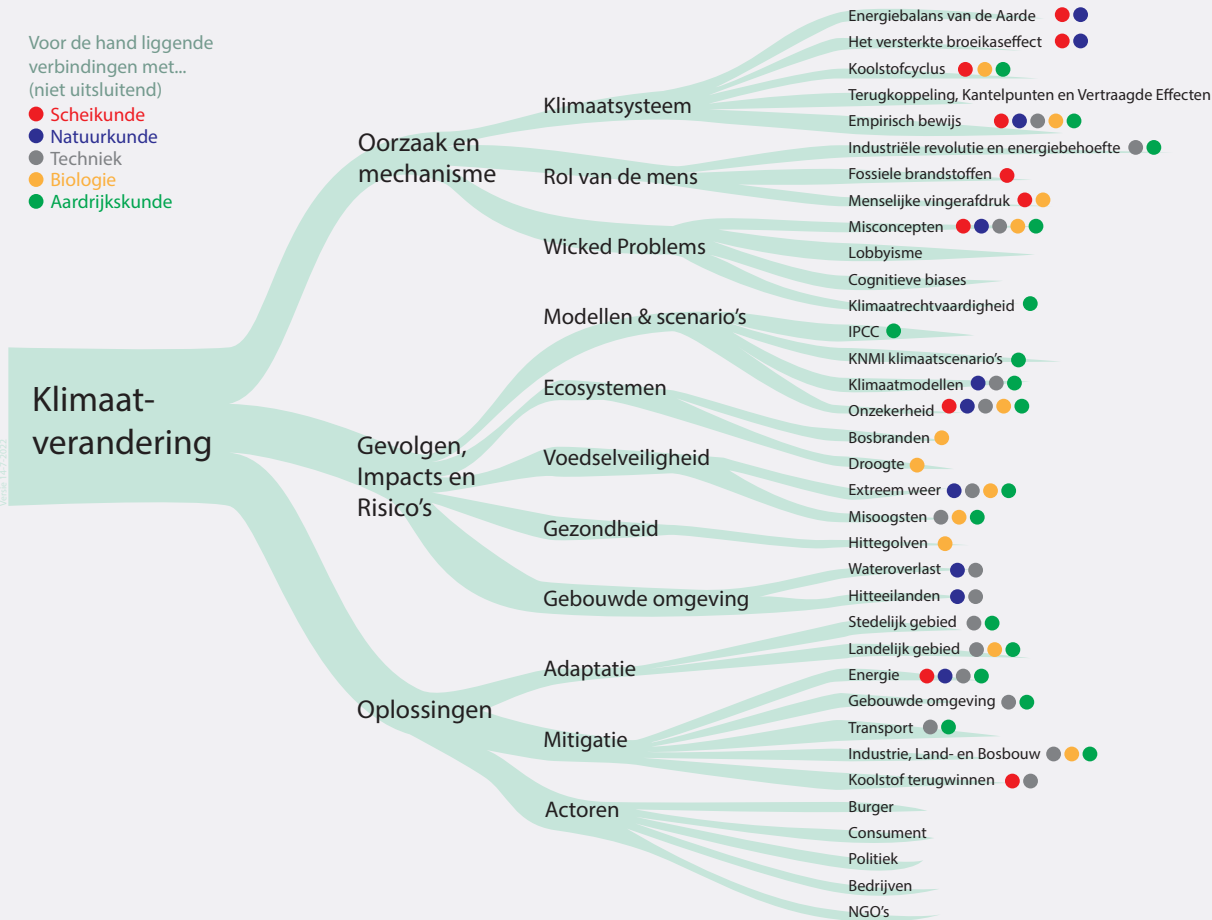 Voor de hand liggende
verbindingen met...
(niet uitsluitend)
Scheikunde
Natuurkunde
Techniek
Biologie
Aardrijkskunde
Klimaat-
verandering
Versie 14-7-2022
Oorzaak en
mechanisme
Klimaatsysteem
Energiebalans van de Aarde
Het versterkte broeikaseffect
Koolstofcyclus
Terugkoppeling, Kantelpunten en Vertraagde Effecten
Empirisch bewijs
Rol van de mens
Industriële revolutie en energiebehoefte
Fossiele brandstoffen
Menselijke vingerafdruk
Wicked Problems
Misconcepten
Lobbyisme
Cognitieve biases
Klimaatrechtvaardigheid
Gevolgen,
Impacts en
Risico's
Modellen & scenario's
IPCC
KNMI klimaatscenario's
Klimaatmodellen
Onzekerheid
Ecosystemen
Bosbranden
Droogte
Voedselveiligheid
Extreem weer
Misoogsten
Gezondheid
Hittegolven
Gebouwde omgeving
Wateroverlast
Hitteeilanden
Oplossingen
Adaptatie
Stedelijk gebied
Landelijk gebied
Mitigatie
Energie
Gebouwde omgeving
Transport
Industrie, Land- en Bosbouw
Koolstof terugwinnen
Actoren
Burger
Consument
Politiek
Bedrijven
NGO's